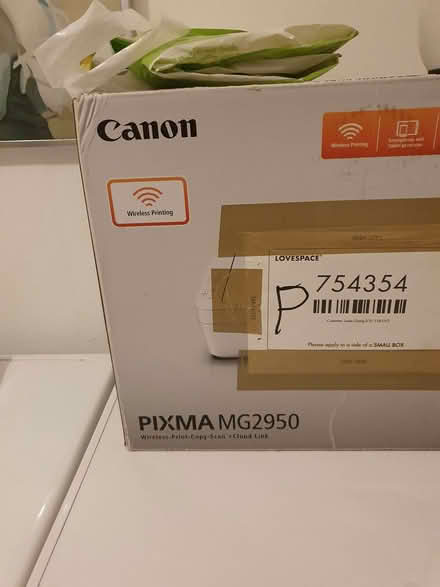 Canon
Wireless Printing
Wireless Printing
LOVESPACE
754354
P
Please apply to a side of a SMALL BOX
PIXMA MG2950
Wireless-Print-Copy-Scan + Cloud Link